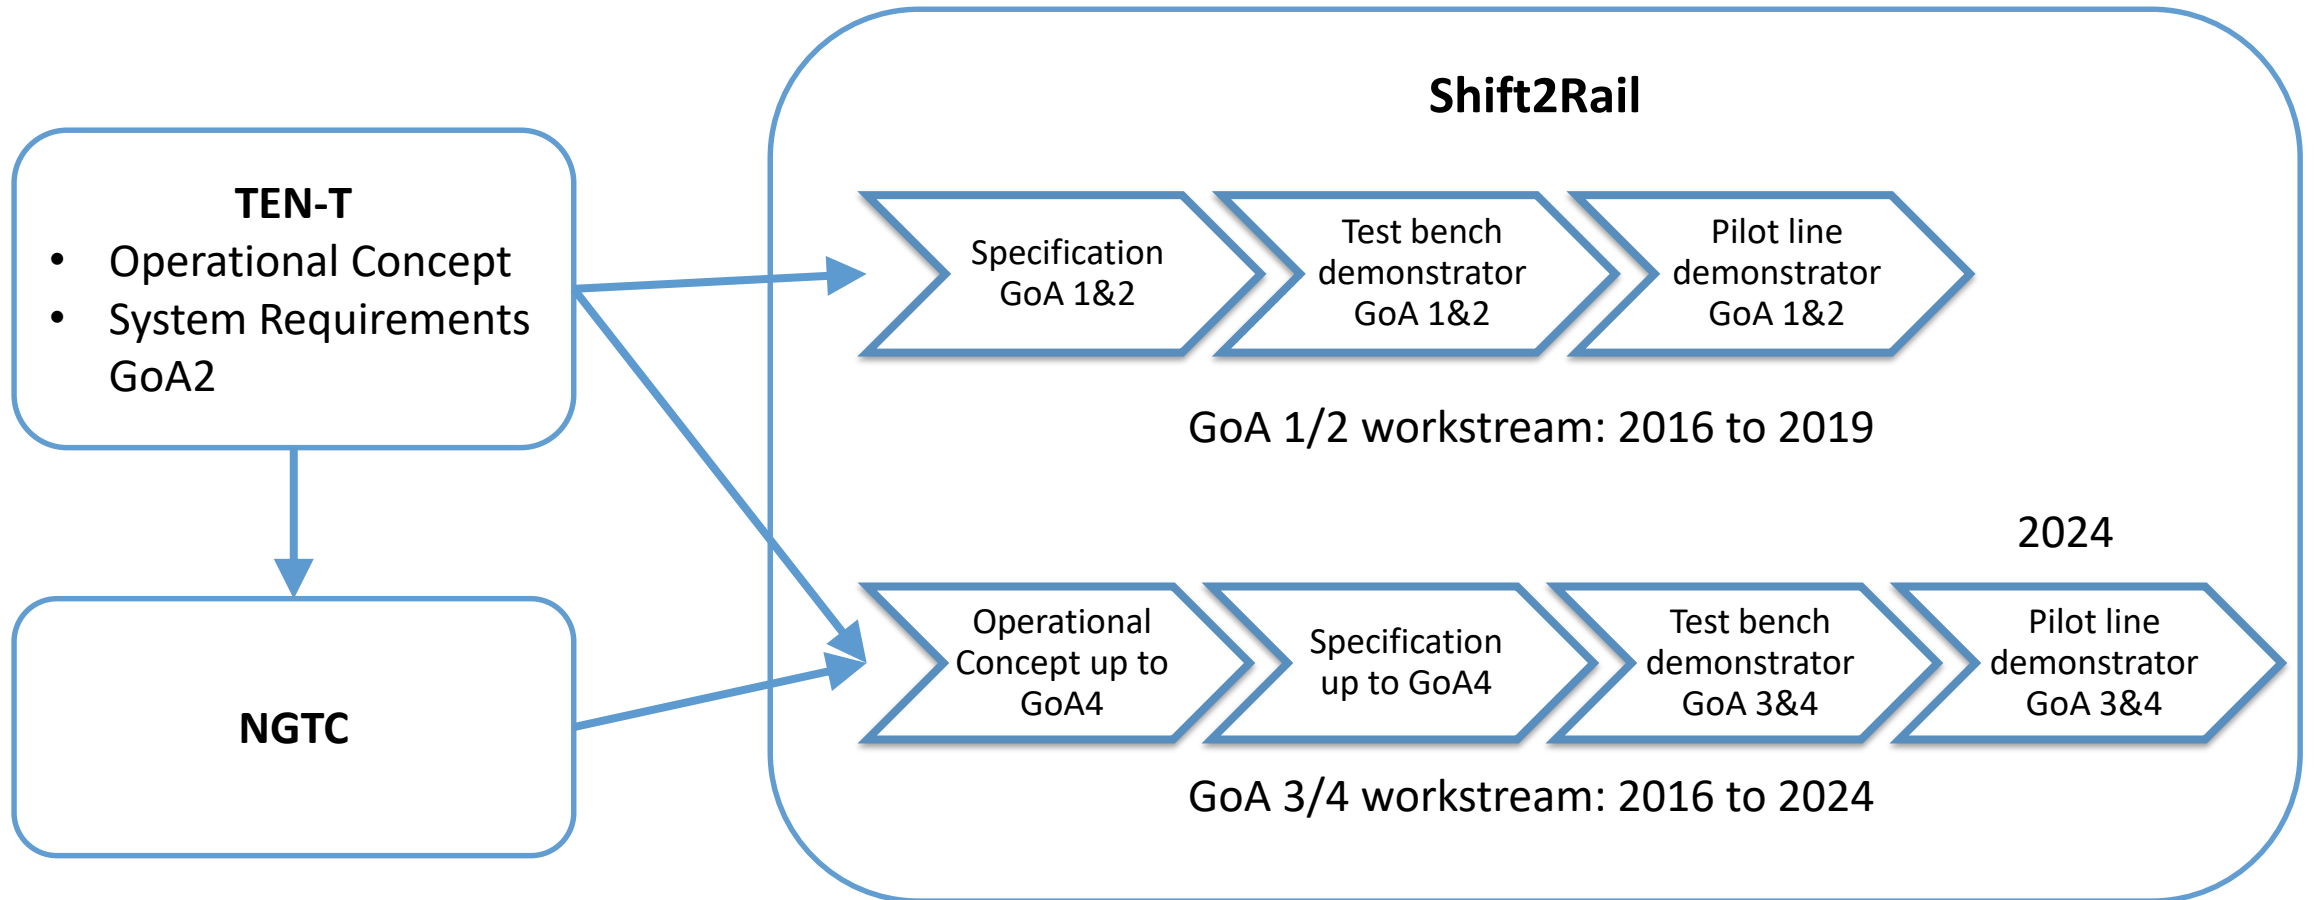 TEN-T
• Operational Concept
• System Requirements
GoA2
NGTC
Shift2Rail
Specification
GoA 1&2
Test bench
demonstrator
GoA 1&2
Pilot line
demonstrator
GoA 1&2
GoA 1/2 workstream: 2016 to 2019
2024
Operational
Concept up to
GoA4
Specification
up to GoA4
Test bench
demonstrator
GoA 3&4
Pilot line
demonstrator
GoA 3&4
GoA 3/4 workstream: 2016 to 2024